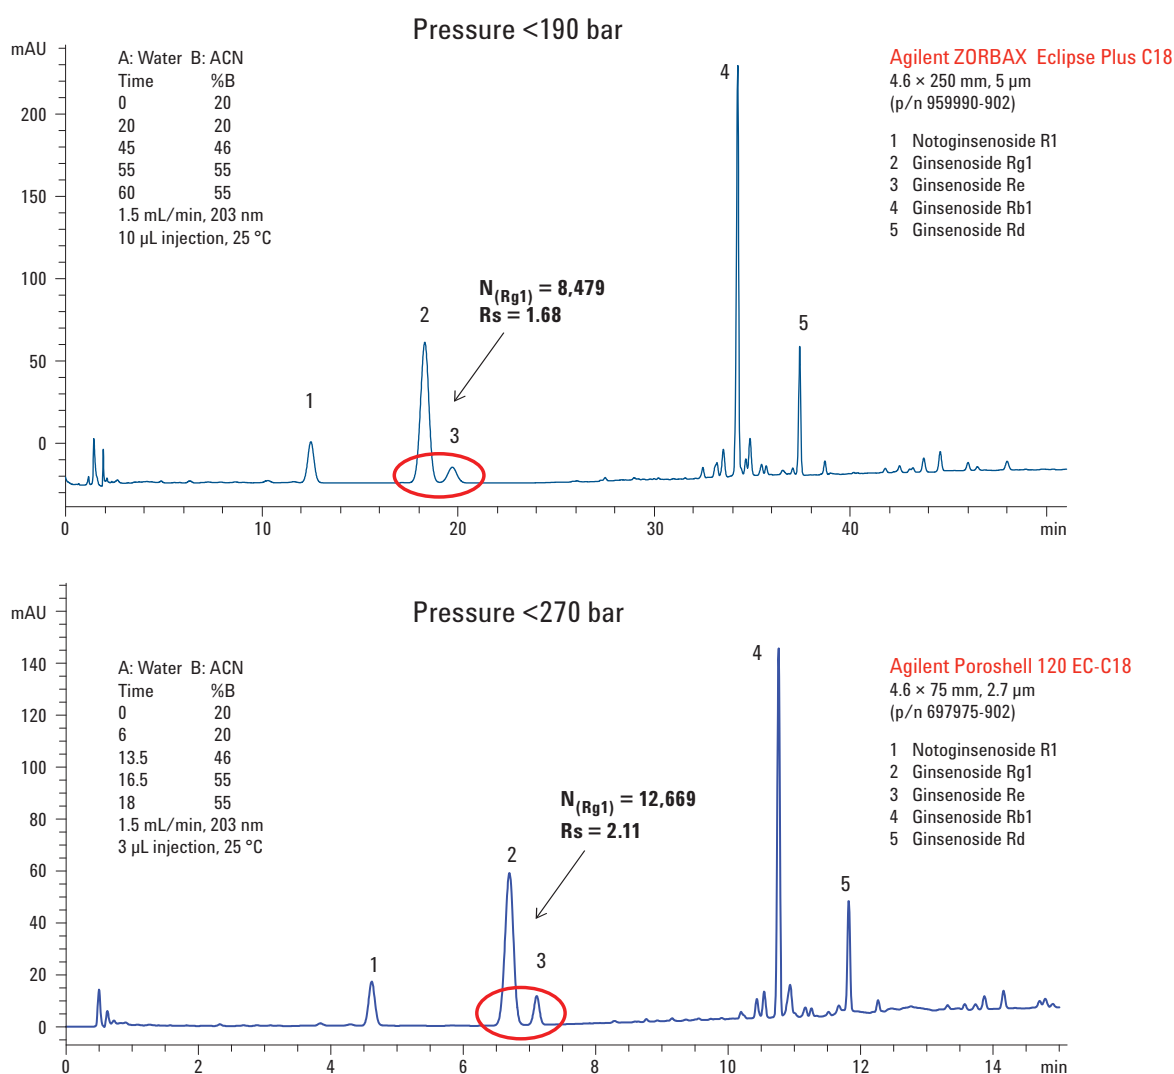 Pressure <190 bar
mAU
A: Water B: ACN
Time %B
0 20
20 20
45 46
55 55
60 55
1.5 mL/min, 203 nm
10 µL injection, 25 °C
Agilent ZORBAX Eclipse Plus C18
4.6 × 250 mm, 5 µm
(p/n 959990-902)
1 Notoginsenoside R1
2 Ginsenoside Rg1
3 Ginsenoside Re
4 Ginsenoside Rb1
5 Ginsenoside Rd
N(Rg1) = 8,479
Rs = 1.68
200
150
100
50
0
1
2
3
4
5
0 10 20 30 40 min
Pressure <270 bar
mAU
A: Water B: ACN
Time %B
0 20
6 20
13.5 46
16.5 55
18 55
1.5 mL/min, 203 nm
3 µL injection, 25 °C
Agilent Poroshell 120 EC-C18
4.6 × 75 mm, 2.7 µm
(p/n 697975-902)
1 Notoginsenoside R1
2 Ginsenoside Rg1
3 Ginsenoside Re
4 Ginsenoside Rb1
5 Ginsenoside Rd
N(Rg1) = 12,669
Rs = 2.11
140
120
100
80
60
40
20
0
1
2
3
4
5
0 2 4 6 8 10 12 14 min